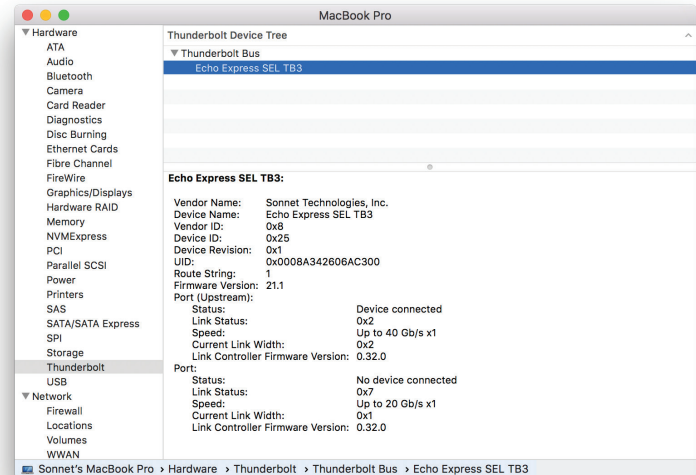 MacBook Pro
Hardware
ATA
Audio
Bluetooth
Camera
Card Reader
Diagnostics
Disc Burning
Ethernet Cards
Fibre Channel
FireWire
Graphics/Displays
Hardware RAID
Memory
NVMExpress
PCI
Parallel SCSI
Power
Printers
SAS
SATA/SATA Express
SPI
Storage
Thunderbolt
USB
Network
Firewall
Locations
Volumes
WWAN
Thunderbolt Device Tree
Thunderbolt Bus
Echo Express SEL TB3
Echo Express SEL TB3:
Vendor Name: Sonnet Technologies, Inc.
Device Name: Echo Express SEL TB3
Vendor ID: 0x8
Device ID: 0x25
Device Revision: 0x1
UID: 0x0008A342606AC300
Route String: 1
Firmware Version: 21.1
Port (Upstream):
Status: Device connected
Link Status: 0x2
Speed: Up to 40 Gb/s x1
Current Link Width: 0x2
Link Controller Firmware Version: 0.32.0
Port:
Status: No device connected
Link Status: 0x7
Speed: Up to 20 Gb/s x1
Current Link Width: 0x1
Link Controller Firmware Version: 0.32.0
Sonnet's MacBook Pro › Hardware › Thunderbolt › Thunderbolt Bus › Echo Express SEL TB3